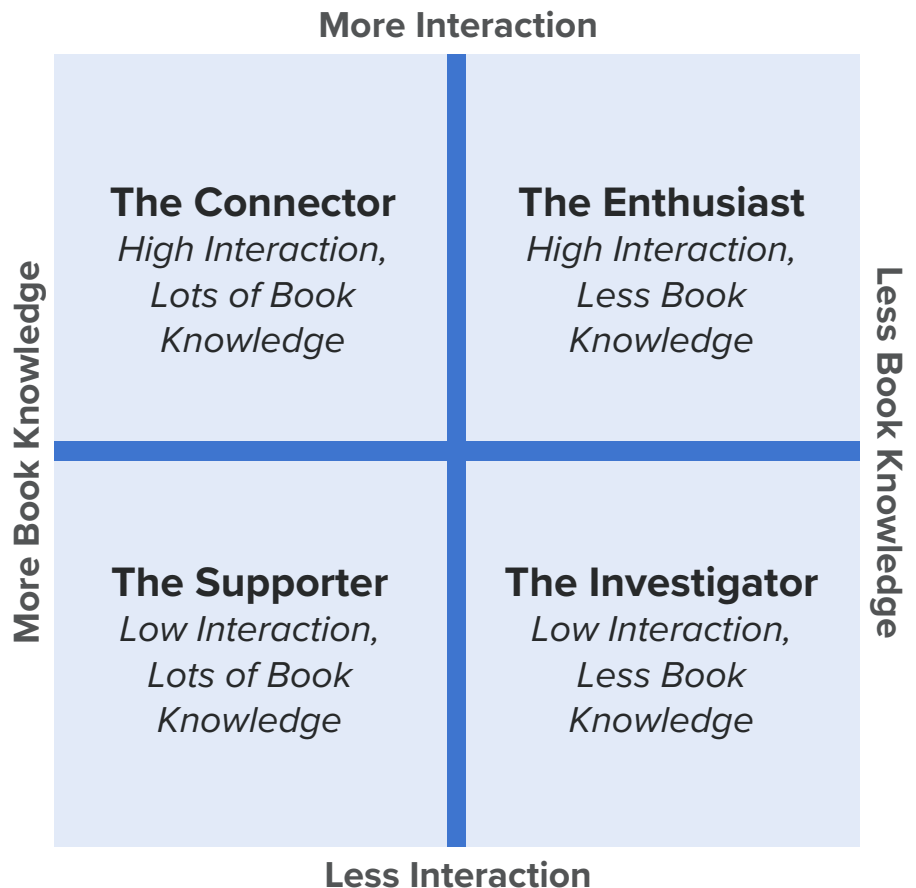 More Interaction
More Book Knowledge
The Connector
High Interaction,
Lots of Book
Knowledge
The Enthusiast
High Interaction,
Less Book
Knowledge
Less Book Knowledge
The Supporter
Low Interaction,
Lots of Book
Knowledge
The Investigator
Low Interaction,
Less Book
Knowledge
Less Interaction